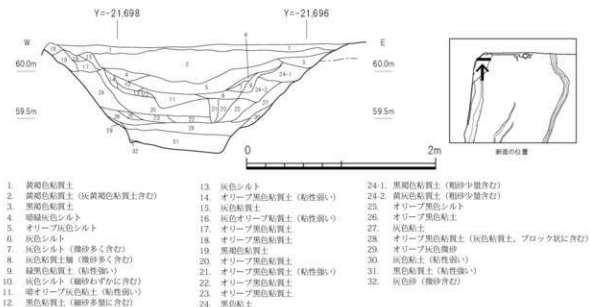 Y=-21,698
Y=-21,696
W
E
60.0m
60.0m
59.5m
59.5m
0
2m
断面の位置
1. 黄褐色粘質土
2. 黄褐色粘質土（灰黄褐色粘質土含む）
3. 黒褐色粘質土
4. 暗緑灰色シルト
5. オリーブ灰色シルト
6. 灰色シルト
7. 灰色シルト（微砂多く含む）
8. 灰色粘質土層（微砂多く含む）
9. 緑黒色粘質土（粘性強い）
10. 灰色シルト（細砂わずかに含む）
11. 暗オリーブ灰色粘土（粘性弱い）
12. 黒色粘質土（細砂多量に含む）
13. 灰色シルト
14. オリーブ黒色粘質土（粘性弱い）
15. 灰色粘質土
16. 灰色オリーブ粘質土（粘性弱い）
17. オリーブ黒色粘質土
18. オリーブ黒色粘質土
19. 黒褐色粘質土
20. オリーブ黒色粘質土
21. オリーブ黒色粘質土（粘性強い）
22. オリーブ黒色粘質土
23. オリーブ黒色粘質土
24. 黒色粘土
24-1. 黒褐色粘質土（粗砂少量含む）
24-2. 黄灰色粘質土（粗砂少量含む）
25. オリーブ黒色シルト
26. オリーブ黒色粘土
27. 灰色粘土
28. オリーブ黒色粘質土（灰色粘質土、ブロック状に含む）
29. オリーブ灰色微砂
30. 灰色粘土（粘性弱い）
31. 黒色粘質土（粘性強い）
32. 灰色砂（微砂含む）